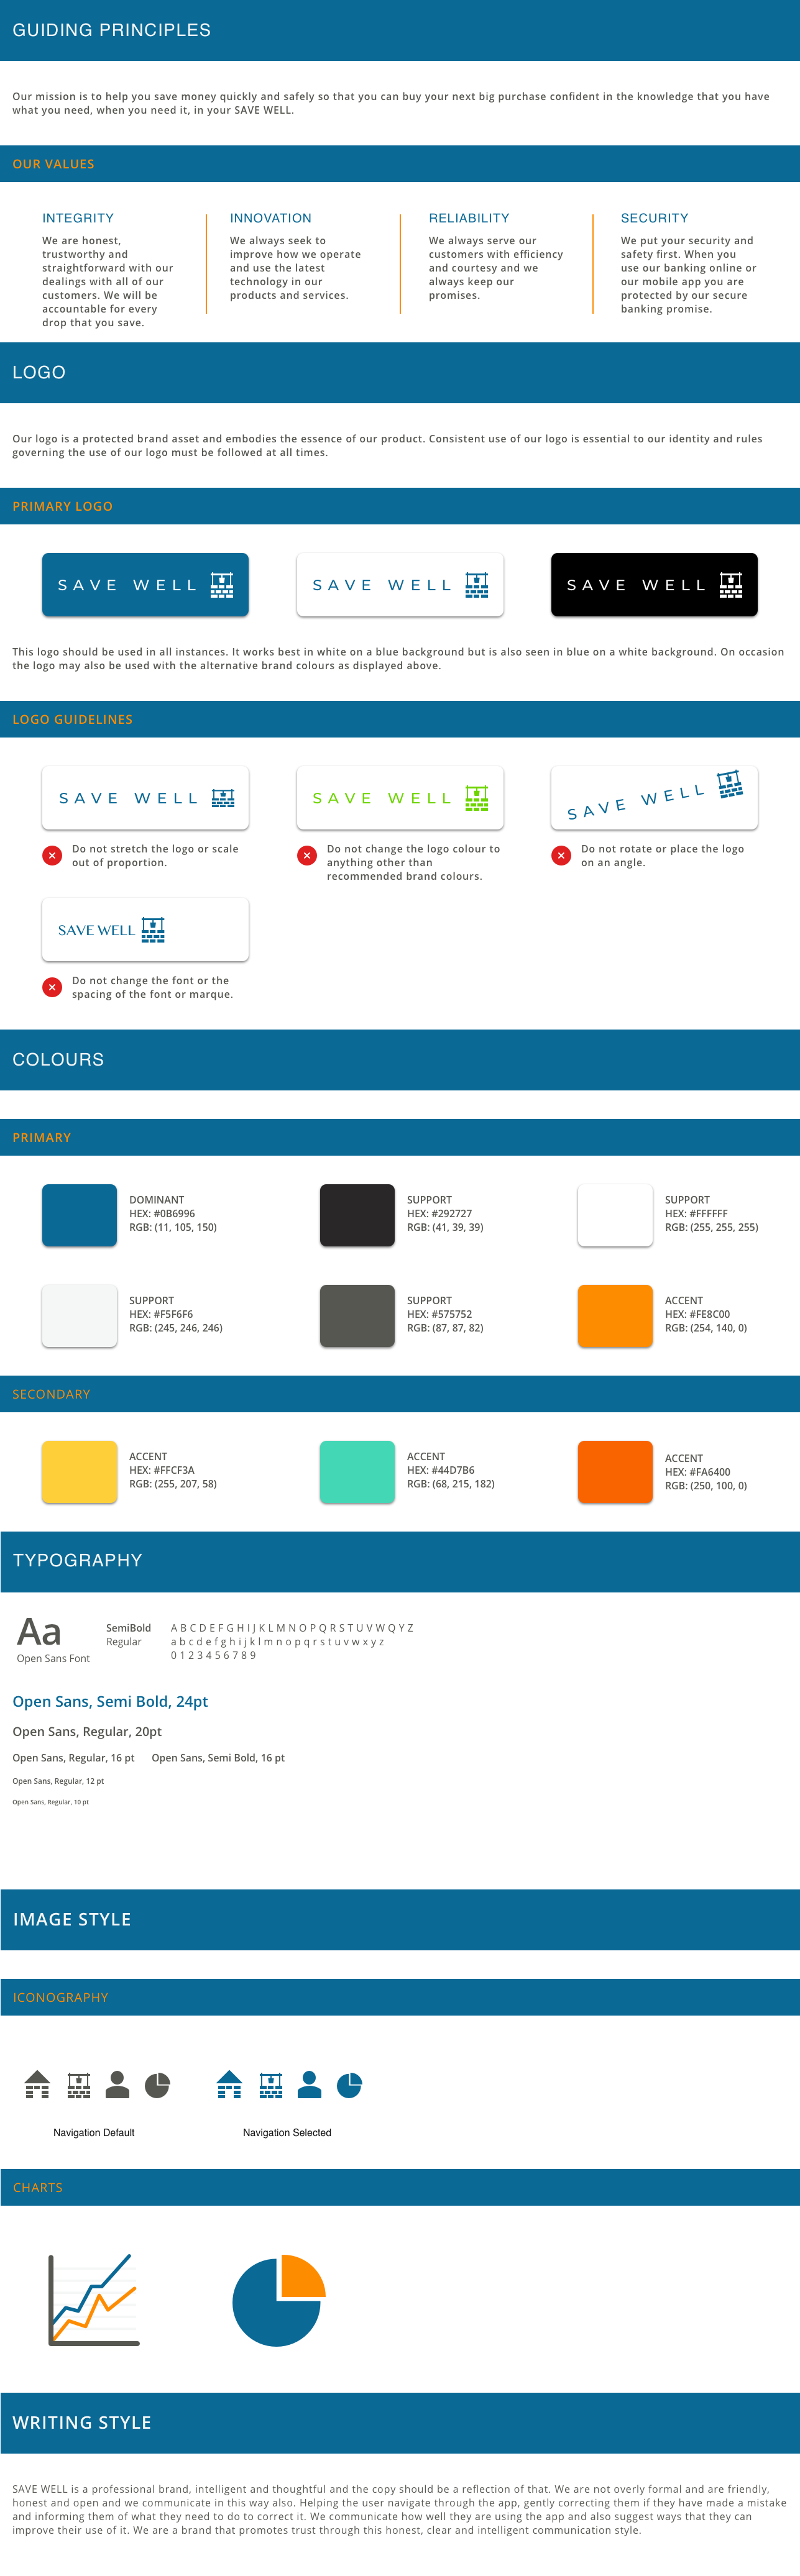 GUIDING PRINCIPLES
Our mission is to help you save money quickly and safely so that you can buy your next big purchase confident in the knowledge that you have
what you need, when you need it, in your SAVE WELL.
OUR VALUES
INTEGRITY
We are honest,
trustworthy and
straightforward with our
dealings with all of our
customers. We will be
accountable for every
drop that you save.
INNOVATION
We always seek to
improve how we operate
and use the latest
technology in our
products and services.
RELIABILITY
We always serve our
customers with efficiency
and courtesy and we
always keep our
promises.
SECURITY
We put your security and
safety first. When you
use our banking online or
our mobile app you are
protected by our secure
banking promise.
LOGO
Our logo is a protected brand asset and embodies the essence of our product. Consistent use of our logo is essential to our identity and rules
governing the use of our logo must be followed at all times.
PRIMARY LOGO
SAVE WELL
SAVE WELL
SAVE WELL
This logo should be used in all instances. It works best in white on a blue background but is also seen in blue on a white background. On occasion
the logo may also be used with the alternative brand colours as displayed above.
LOGO GUIDELINES
SAVE WELL
Do not stretch the logo or scale
out of proportion.
SAVE WELL
Do not change the logo colour to
anything other than
recommended brand colours.
SAVE WELL
Do not rotate or place the logo
on an angle.
SAVE WELL
Do not change the font or the
spacing of the font or marque.
COLOURS
PRIMARY
DOMINANT
HEX: #0B6996
RGB: (11, 105, 150)
SUPPORT
HEX: #292727
RGB: (41, 39, 39)
SUPPORT
HEX: #FFFFFF
RGB: (255, 255, 255)
SUPPORT
HEX: #F5F6F6
RGB: (245, 246, 246)
SUPPORT
HEX: #575752
RGB: (87, 87, 82)
ACCENT
HEX: #FE8C00
RGB: (254, 140, 0)
SECONDARY
ACCENT
HEX: #FFCF3A
RGB: (255, 207, 58)
ACCENT
HEX: #44D7B6
RGB: (68, 215, 182)
ACCENT
HEX: #FA6400
RGB: (250, 100, 0)
TYPOGRAPHY
Aa
Open Sans Font
SemiBold
Regular
A B C D E F G H I J K L M N O P Q R S T U V W Q Y Z
a b c d e f g h i j k l m n o p q r s t u v w x y z
0 1 2 3 4 5 6 7 8 9
Open Sans, Semi Bold, 24pt
Open Sans, Regular, 20pt
Open Sans, Regular, 16 pt Open Sans, Semi Bold, 16 pt
Open Sans, Regular, 12 pt
Open Sans, Regular, 10 pt
IMAGE STYLE
ICONOGRAPHY
Navigation Default
Navigation Selected
CHARTS
WRITING STYLE
SAVE WELL is a professional brand, intelligent and thoughtful and the copy should be a reflection of that. We are not overly formal and are friendly,
honest and open and we communicate in this way also. Helping the user navigate through the app, gently correcting them if they have made a mistake
and informing them of what they need to do to correct it. We communicate how well they are using the app and also suggest ways that they can
improve their use of it. We are a brand that promotes trust through this honest, clear and intelligent communication style.